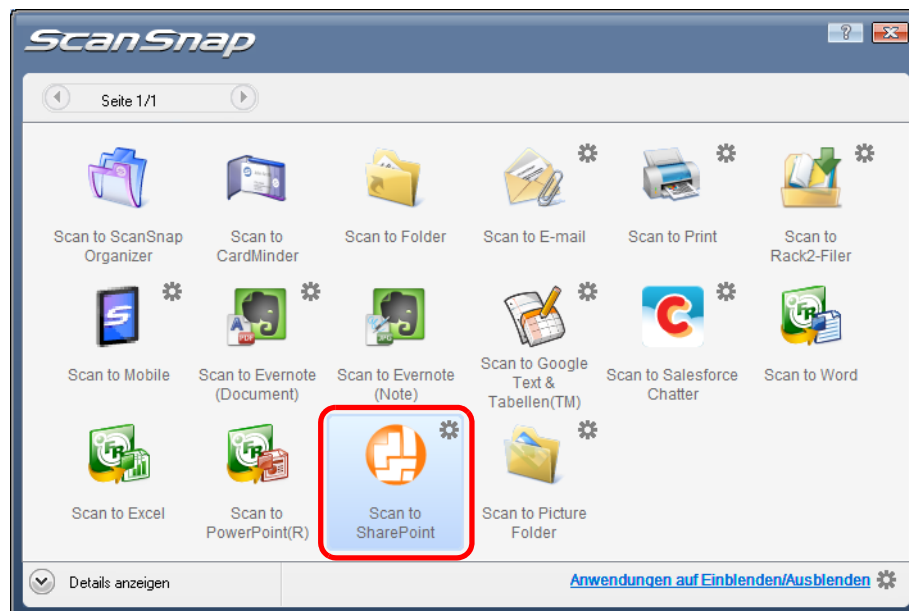 ScanSnap
Seite 1/1
Scan to ScanSnap
Organizer
Scan to
CardMinder
Scan to Folder
Scan to E-mail
Scan to Print
Scan to
Rack2-Filer
Scan to Mobile
Scan to Evernote
(Document)
Scan to Evernote
(Note)
Scan to Google
Text &
Tabellen(TM)
Scan to Salesforce
Chatter
Scan to Word
Scan to Excel
Scan to
PowerPoint(R)
Scan to
SharePoint
Scan to Picture
Folder
Details anzeigen
Anwendungen auf Einblenden/Ausblenden